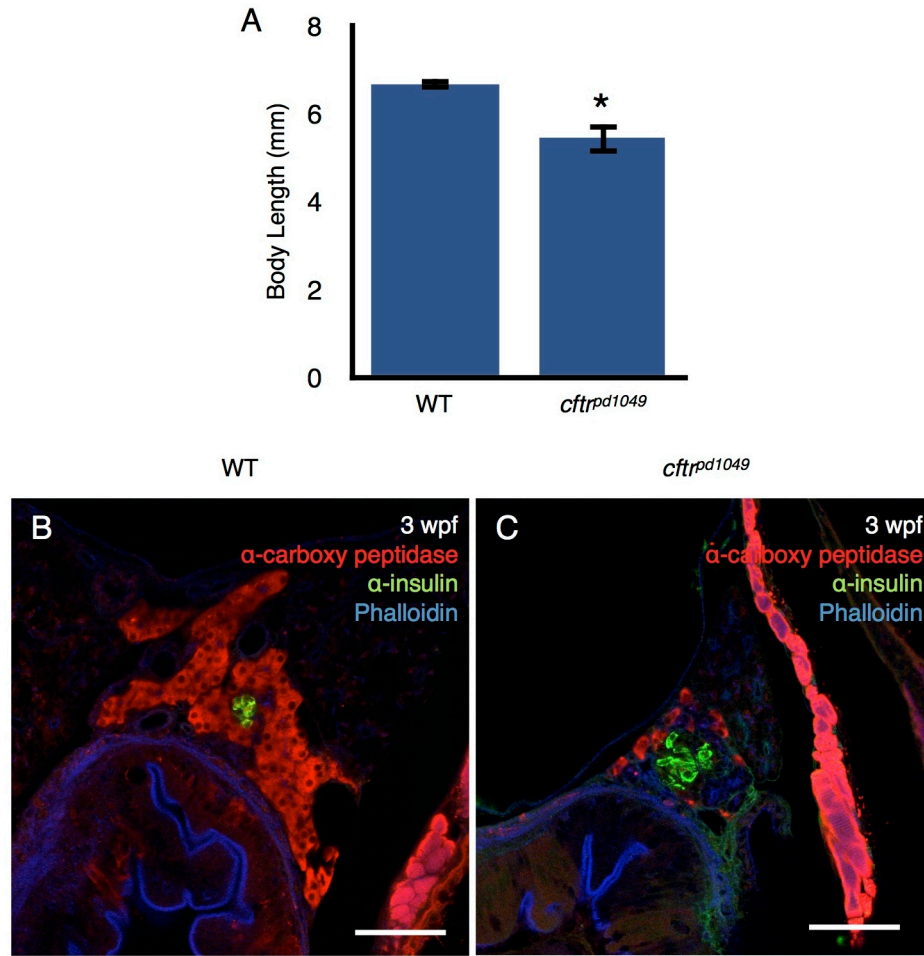 A
8
6
4
2
0
Body Length (mm)
*
WT
cftrpd1049
WT
cftrpd1049
B
3 wpf
α-carboxy peptidase
α-insulin
Phalloidin
C
3 wpf
α-carboxy peptidase
α-insulin
Phalloidin